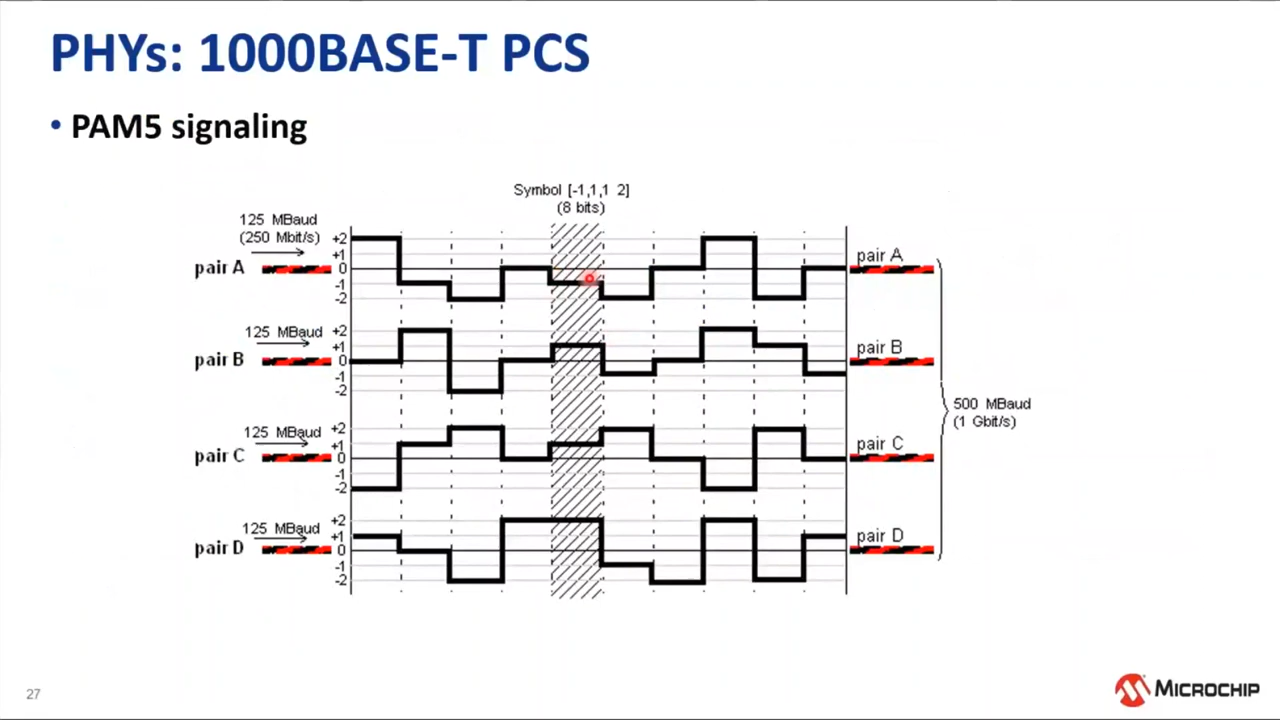 PHYs: 1000BASE-T PCS
• PAM5 signaling
Symbol [-1,1,1 2]
(8 bits)
125 MBaud
(250 Mbit/s)
pair A
+2
+1
0
-1
-2
pair A
125 MBaud
pair B
+2
+1
0
-1
-2
pair B
125 MBaud
pair C
+2
+1
0
-1
-2
pair C
125 MBaud
pair D
+2
+1
0
-1
-2
pair D
500 MBaud
(1 Gbit/s)
27
MICROCHIP